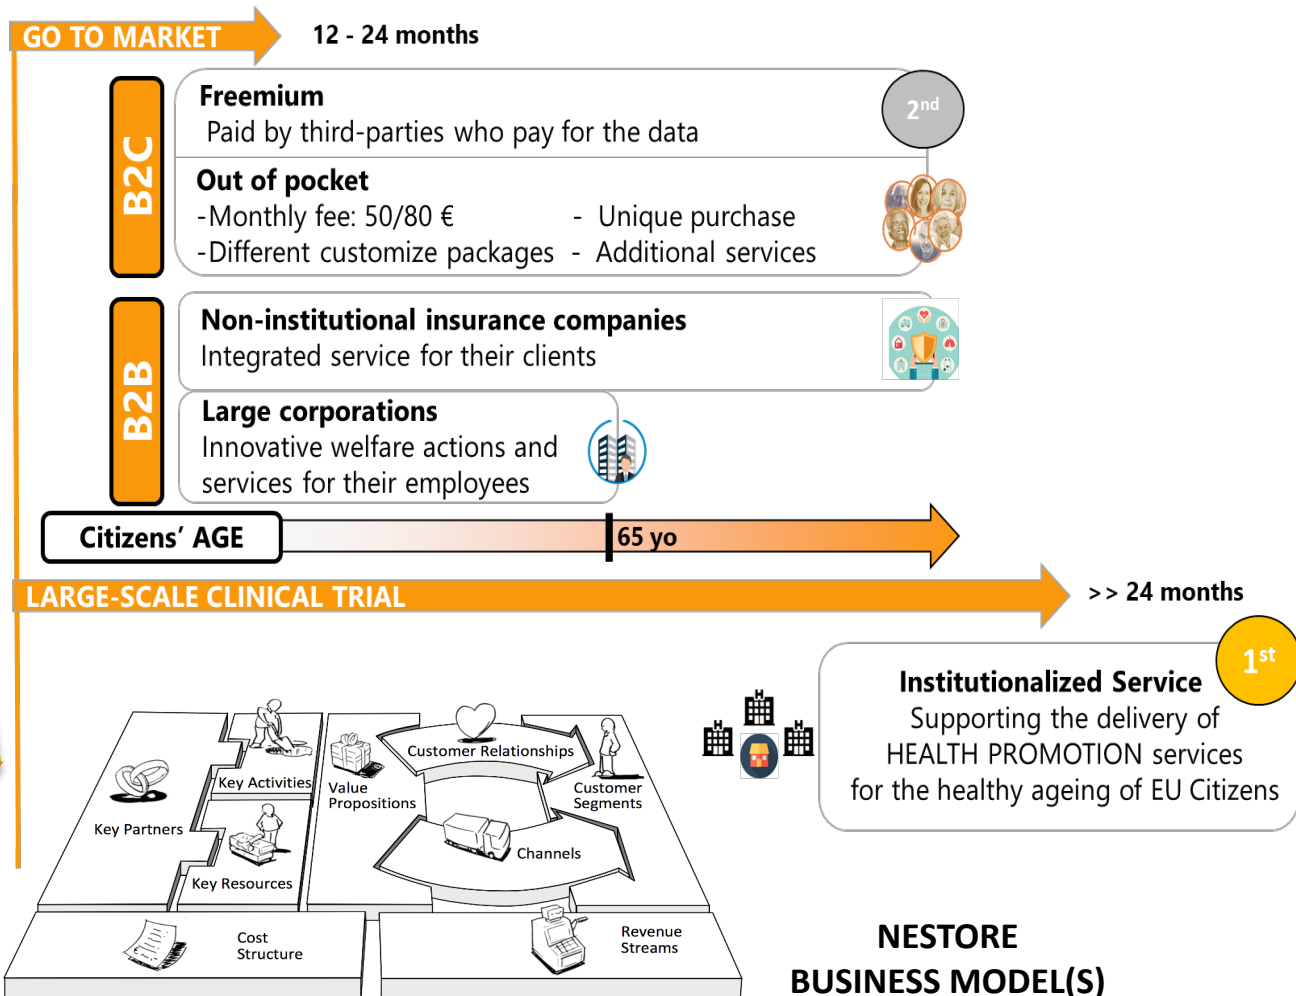 GO TO MARKET
12 - 24 months
B2C
Freemium
Paid by third-parties who pay for the data
2nd
Out of pocket
-Monthly fee: 50/80 € - Unique purchase
-Different customize packages - Additional services
B2B
Non-institutional insurance companies
Integrated service for their clients
Large corporations
Innovative welfare actions and
services for their employees
Citizens' AGE
65 yo
LARGE-SCALE CLINICAL TRIAL
>> 24 months
1st
Institutionalized Service
Supporting the delivery of
HEALTH PROMOTION services
for the healthy ageing of EU Citizens
H
H
H
Key Partners
Key Activities
Key Resources
Value
Propositions
Customer Relationships
Channels
Customer
Segments
Cost
Structure
Revenue
Streams
NESTORE
BUSINESS MODEL(S)